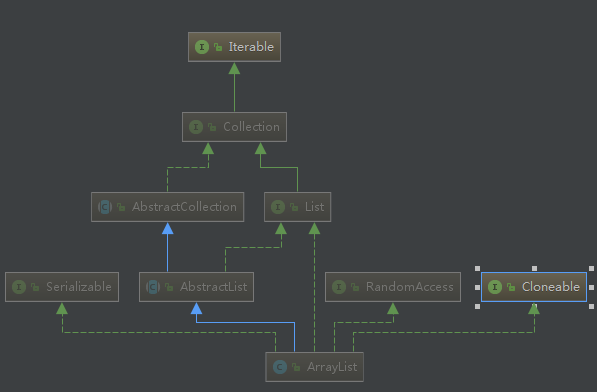 I Iterable
I Collection
C AbstractCollection
I List
I Serializable
C AbstractList
I RandomAccess
I Cloneable
C ArrayList